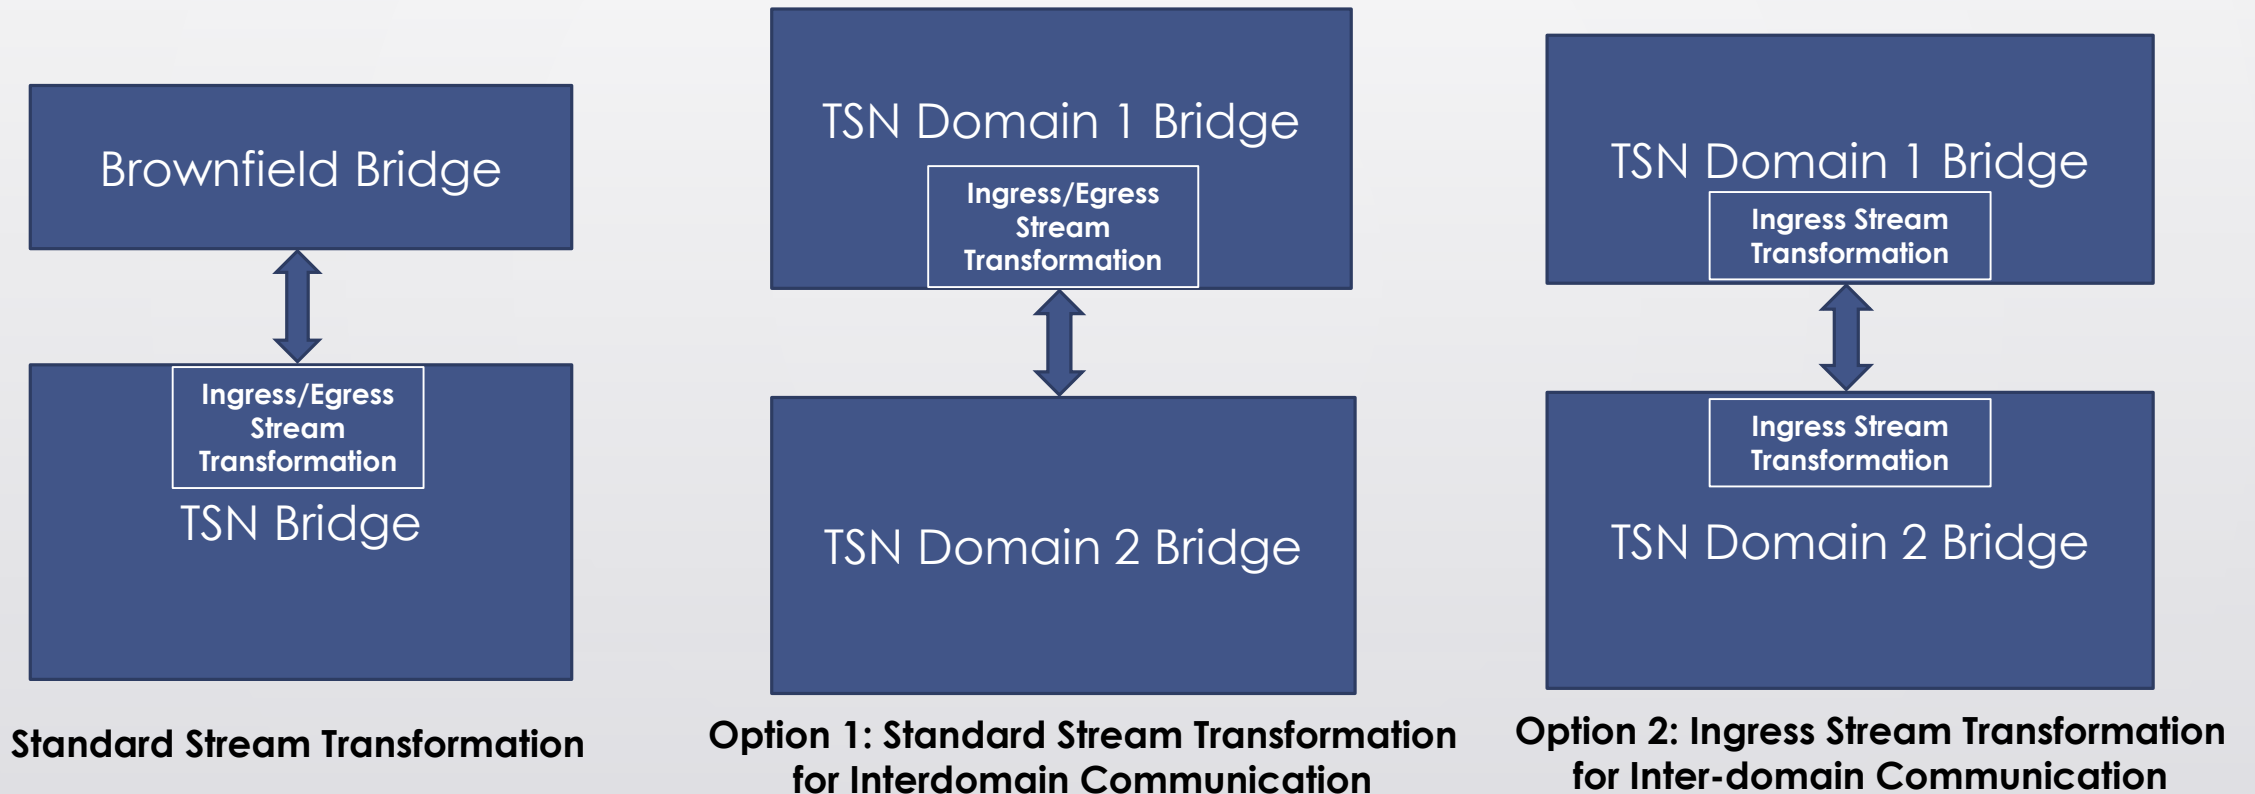 Brownfield Bridge
Ingress/Egress
Stream
Transformation
TSN Bridge
Standard Stream Transformation
TSN Domain 1 Bridge
Ingress/Egress
Stream
Transformation
TSN Domain 2 Bridge
Option 1: Standard Stream Transformation
for Interdomain Communication
TSN Domain 1 Bridge
Ingress Stream
Transformation
Ingress Stream
Transformation
TSN Domain 2 Bridge
Option 2: Ingress Stream Transformation
for Inter-domain Communication